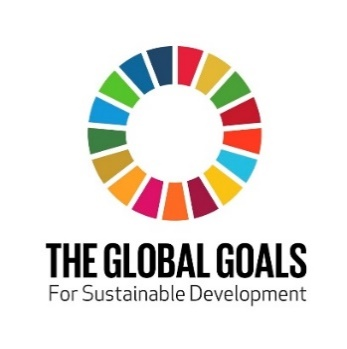 THE GLOBAL GOALS
For Sustainable Development